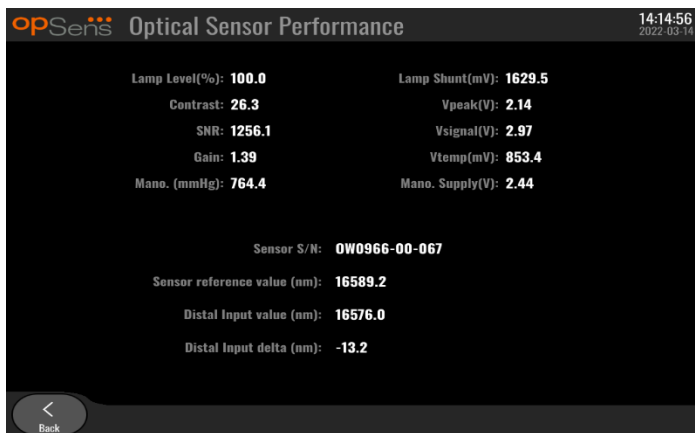 opSens Optical Sensor Performance 14:14:56
2022-03-14
Lamp Level(%): 100.0 Lamp Shunt(mV): 1629.5
Contrast: 26.3 Vpeak(V): 2.14
SNR: 1256.1 Vsignal(V): 2.97
Gain: 1.39 Vtemp(mV): 853.4
Mano. (mmHg): 764.4 Mano. Supply(V): 2.44
Sensor S/N: OW0966-00-067
Sensor reference value (nm): 16589.2
Distal Input value (nm): 16576.0
Distal Input delta (nm): -13.2
Back